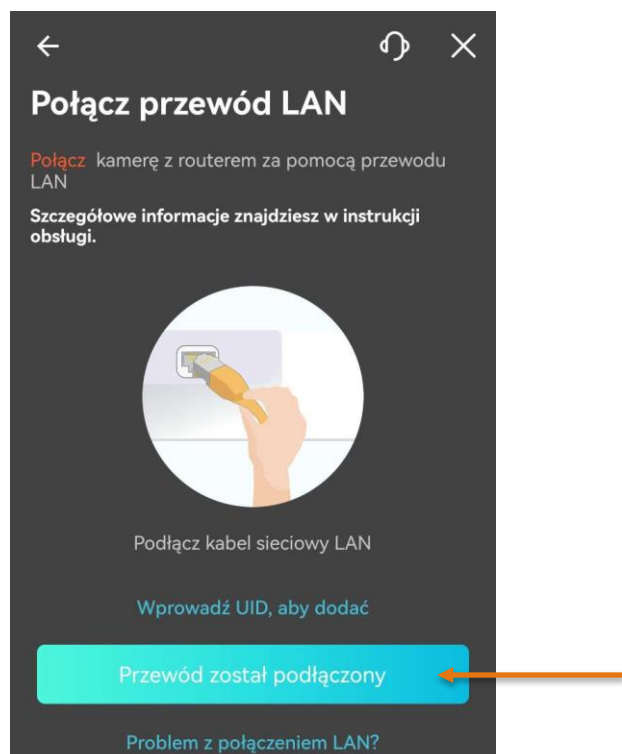 Połącz przewód LAN
Połącz kamerę z routerem za pomocą przewodu
LAN
Szczegółowe informacje znajdziesz w instrukcji
obsługi.
Podłącz kabel sieciowy LAN
Wprowadź UID, aby dodać
Przewód został podłączony
Problem z połączeniem LAN?